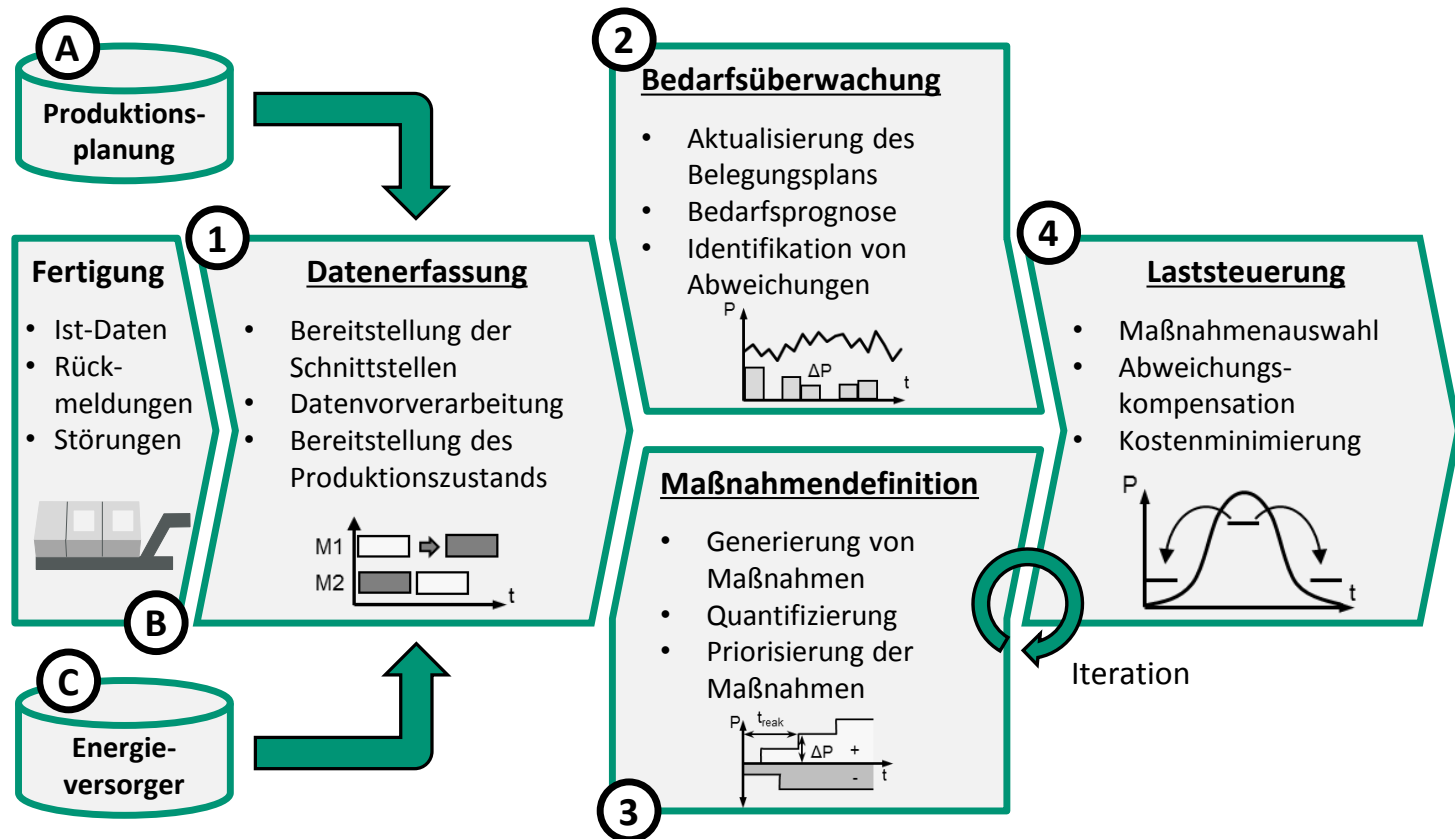 A
Produktions-
planung
B
Fertigung
• Ist-Daten
• Rück-
meldungen
• Störungen
C
Energie-
versorger
1
Datenerfassung
• Bereitstellung der
Schnittstellen
• Datenvorverarbeitung
• Bereitstellung des
Produktionszustands
M1
M2
t
2
Bedarfsüberwachung
• Aktualisierung des
Belegungsplans
• Bedarfsprognose
• Identifikation von
Abweichungen
P
ΔP
t
3
Maßnahmendefinition
• Generierung von
Maßnahmen
• Quantifizierung
• Priorisierung der
Maßnahmen
P
treak
ΔP
+
t
-
4
Laststeuerung
• Maßnahmenauswahl
• Abweichungs-
kompensation
• Kostenminimierung
P
t
Iteration